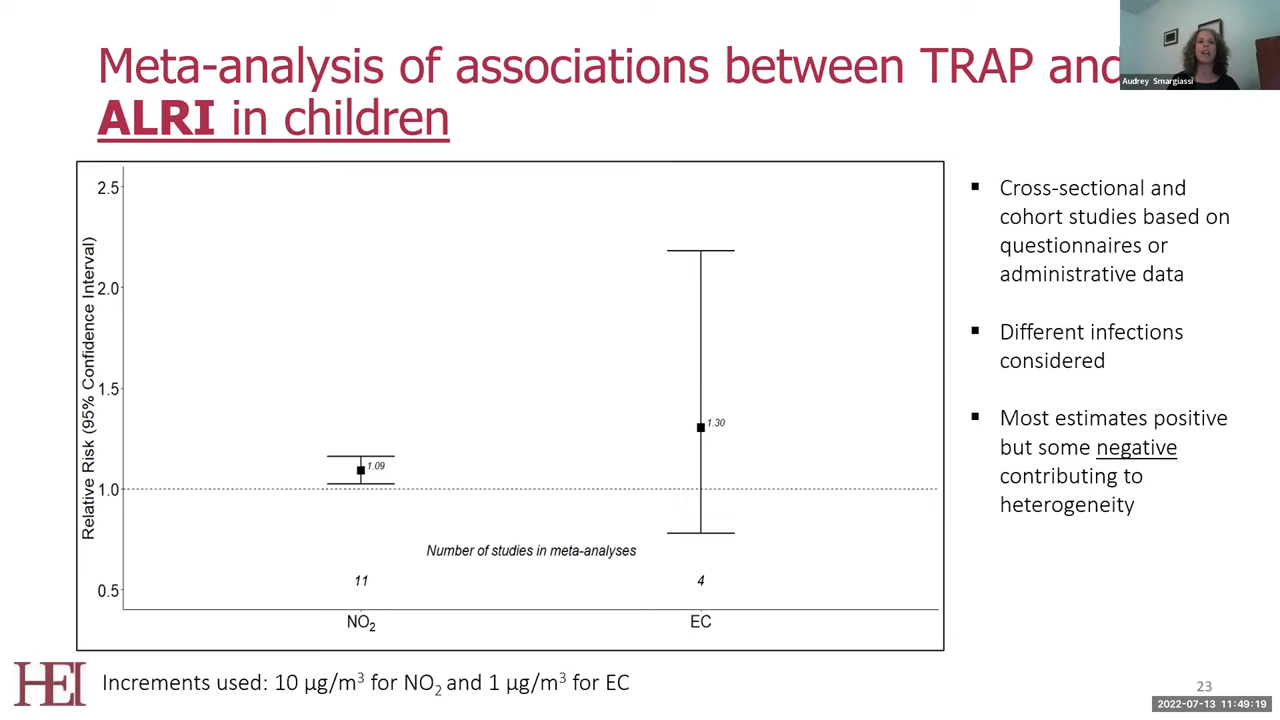 Meta-analysis of associations between TRAP and
ALRI in children
Audrey Smargiassi
Relative Risk (95% Confidence Interval)
2.5
2.0
1.5
1.0
0.5
1.09
1.30
Number of studies in meta-analyses
11
4
NO₂
EC
▪ Cross-sectional and
cohort studies based on
questionnaires or
administrative data
▪ Different infections
considered
▪ Most estimates positive
but some negative
contributing to
heterogeneity
HEI
Increments used: 10 µg/m³ for NO₂ and 1 µg/m³ for EC
23
2022-07-13 11:49:19